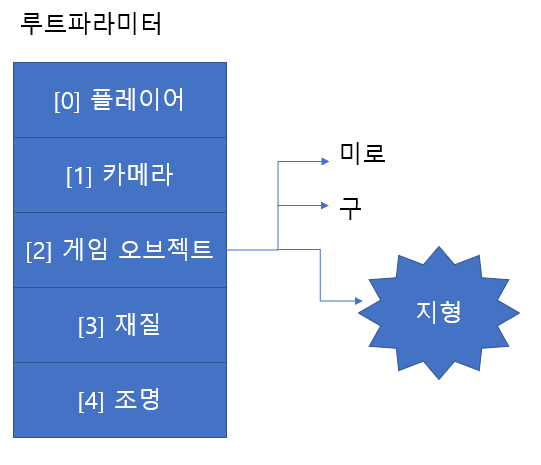 루트파라미터
[0] 플레이어
[1] 카메라
[2] 게임 오브젝트
[3] 재질
[4] 조명
미로
구
지형